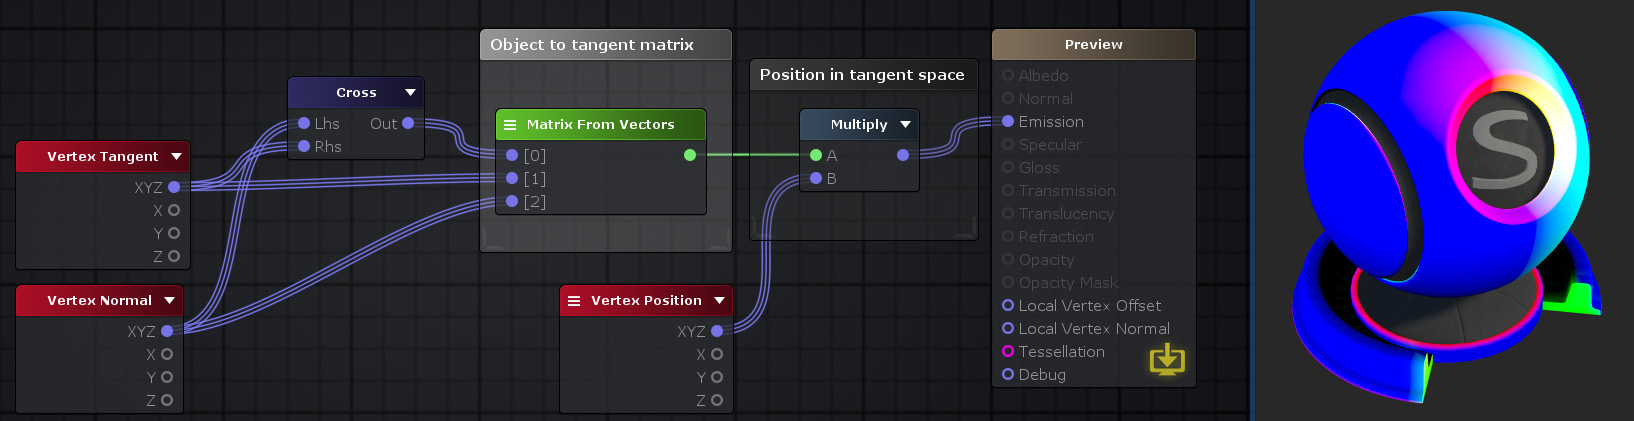 Vertex Tangent
XYZ
X
Y
Z
Vertex Normal
XYZ
X
Y
Z
Cross
Lhs Out
Rhs
Object to tangent matrix
Matrix From Vectors
[0]
[1]
[2]
Vertex Position
XYZ
X
Y
Z
Position in tangent space
Multiply
A
B
Preview
Albedo
Normal
Emission
Specular
Gloss
Transmission
Translucency
Refraction
Opacity
Opacity Mask
Local Vertex Offset
Local Vertex Normal
Tessellation
Debug
S